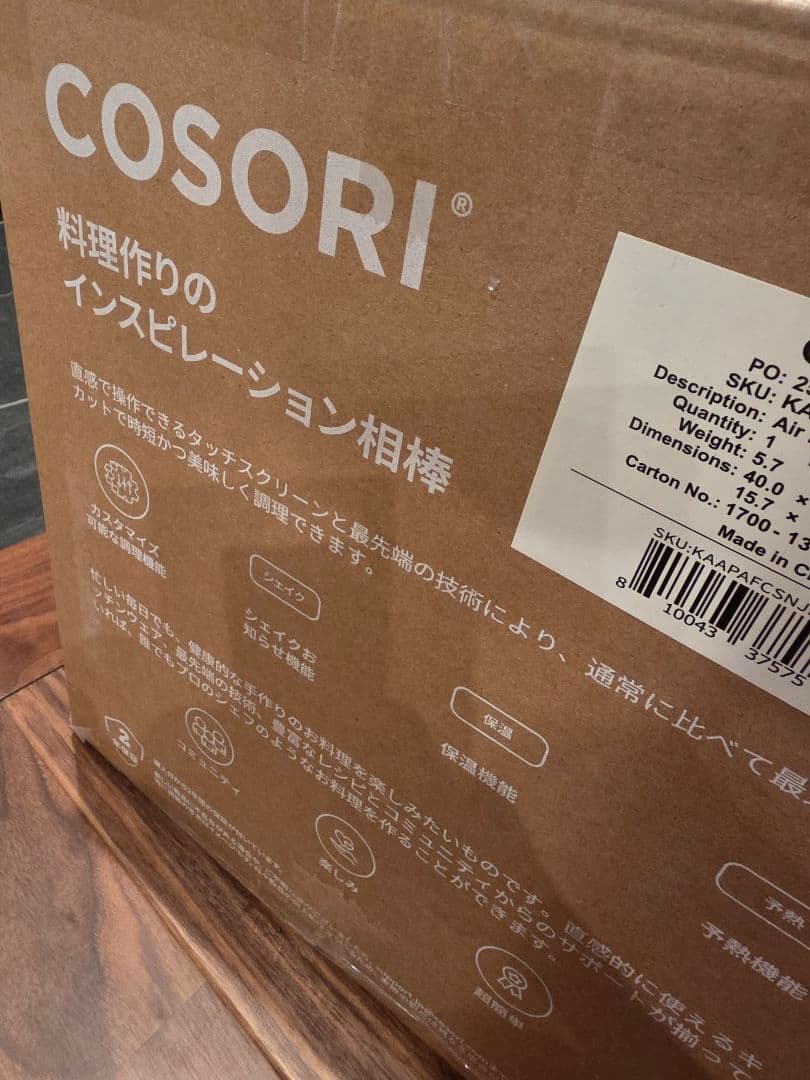 COSORI®
料理作りの
インスピレーション相棒
直感で操作できるタッチスクリーンと最先端の技術により、通常に比べて最
カットで時短かつ美味しく調理できます。
カスタマイズ
可能な調理機能
シェイク
シェイクお
知らせ機能
保温
保温機能
予熱
予熱機能
忙しい毎日でも、健康的な手作りのお料理を楽しみたいものです。直感的に使えるキ
ッチンウェア、最先端の技術、豊富なレシピとコミュニティからのサポートが揃って
いれば、誰でもプロのシェフのようなお料理を作ることができます。
2
年保証
コミュニティ
楽しみ
超簡単
PO: 25
SKU: KA
Description: Air
Quantity: 1
Weight: 5.7
Dimensions: 40.0 ×
15.7 ×
Carton No.: 1700 - 13
Made in C
SKU:KAAPAFCSNJ
8 10043 37575